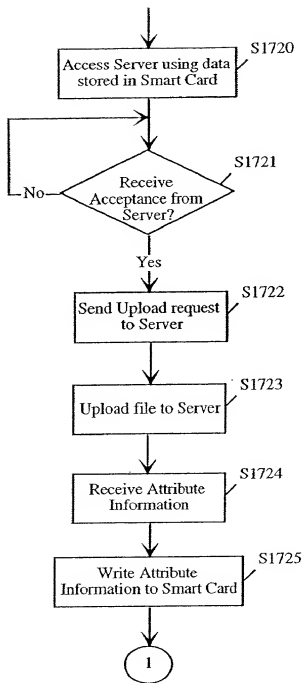 S1720
Access Server using data
stored in Smart Card
S1721
Receive
Acceptance from
Server?
No
Yes
S1722
Send Upload request
to Server
S1723
Upload file to Server
S1724
Receive Attribute
Information
S1725
Write Attribute
Information to Smart Card
1